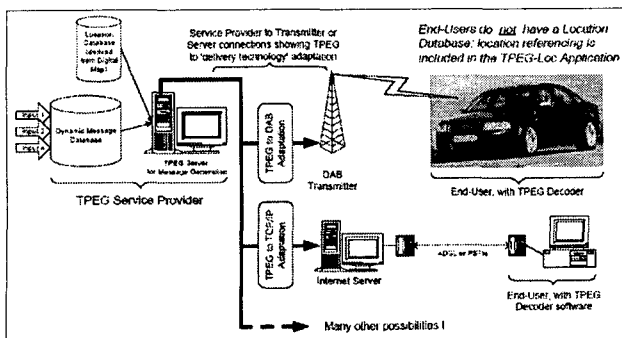 Location
Database
(derived
from Digital
Map)
Input 1
Input 2
Input
Dynamic Message
Database
TPEG Server
for Message Generation
TPEG Service Provider
Service Provider to Transmitter or
Server connections showing TPEG
to 'delivery technology' adaptation
End-Users do not have a Location
Database: location referencing is
included in the TPEG-Loc Application
TPEG to DAB
Adaptation
DAB
Transmitter
End-User, with TPEG Decoder
TPEG to TCP/IP
Adaptation
Internet Server
ADSL or PSTN
End-User, with TPEG
Decoder software
Many other possibilities !